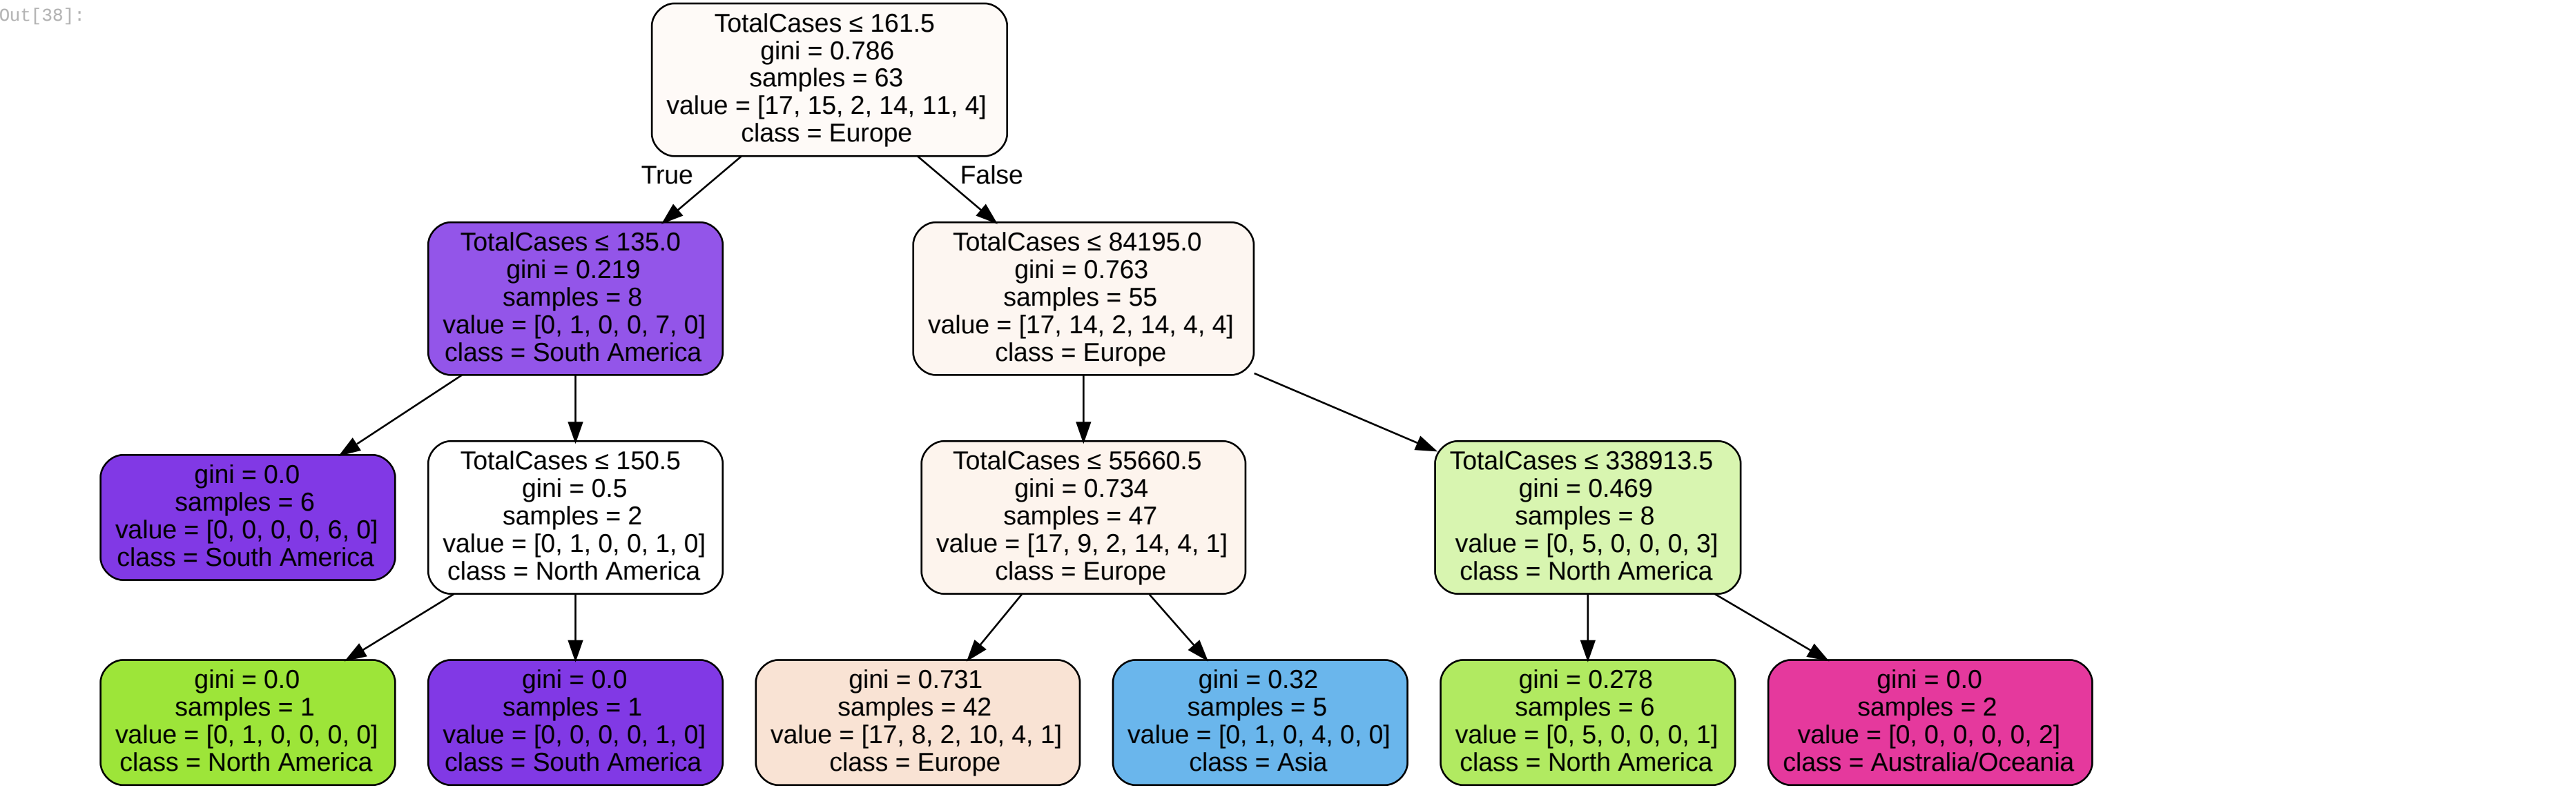 Out[38]:
TotalCases ≤ 161.5
gini = 0.786
samples = 63
value = [17, 15, 2, 14, 11, 4]
class = Europe
True
False
TotalCases ≤ 135.0
gini = 0.219
samples = 8
value = [0, 1, 0, 0, 7, 0]
class = South America
TotalCases ≤ 84195.0
gini = 0.763
samples = 55
value = [17, 14, 2, 14, 4, 4]
class = Europe
gini = 0.0
samples = 6
value = [0, 0, 0, 0, 6, 0]
class = South America
TotalCases ≤ 150.5
gini = 0.5
samples = 2
value = [0, 1, 0, 0, 1, 0]
class = North America
TotalCases ≤ 55660.5
gini = 0.734
samples = 47
value = [17, 9, 2, 14, 4, 1]
class = Europe
TotalCases ≤ 338913.5
gini = 0.469
samples = 8
value = [0, 5, 0, 0, 0, 3]
class = North America
gini = 0.0
samples = 1
value = [0, 1, 0, 0, 0, 0]
class = North America
gini = 0.0
samples = 1
value = [0, 0, 0, 0, 1, 0]
class = South America
gini = 0.731
samples = 42
value = [17, 8, 2, 10, 4, 1]
class = Europe
gini = 0.32
samples = 5
value = [0, 1, 0, 4, 0, 0]
class = Asia
gini = 0.278
samples = 6
value = [0, 5, 0, 0, 0, 1]
class = North America
gini = 0.0
samples = 2
value = [0, 0, 0, 0, 0, 2]
class = Australia/Oceania